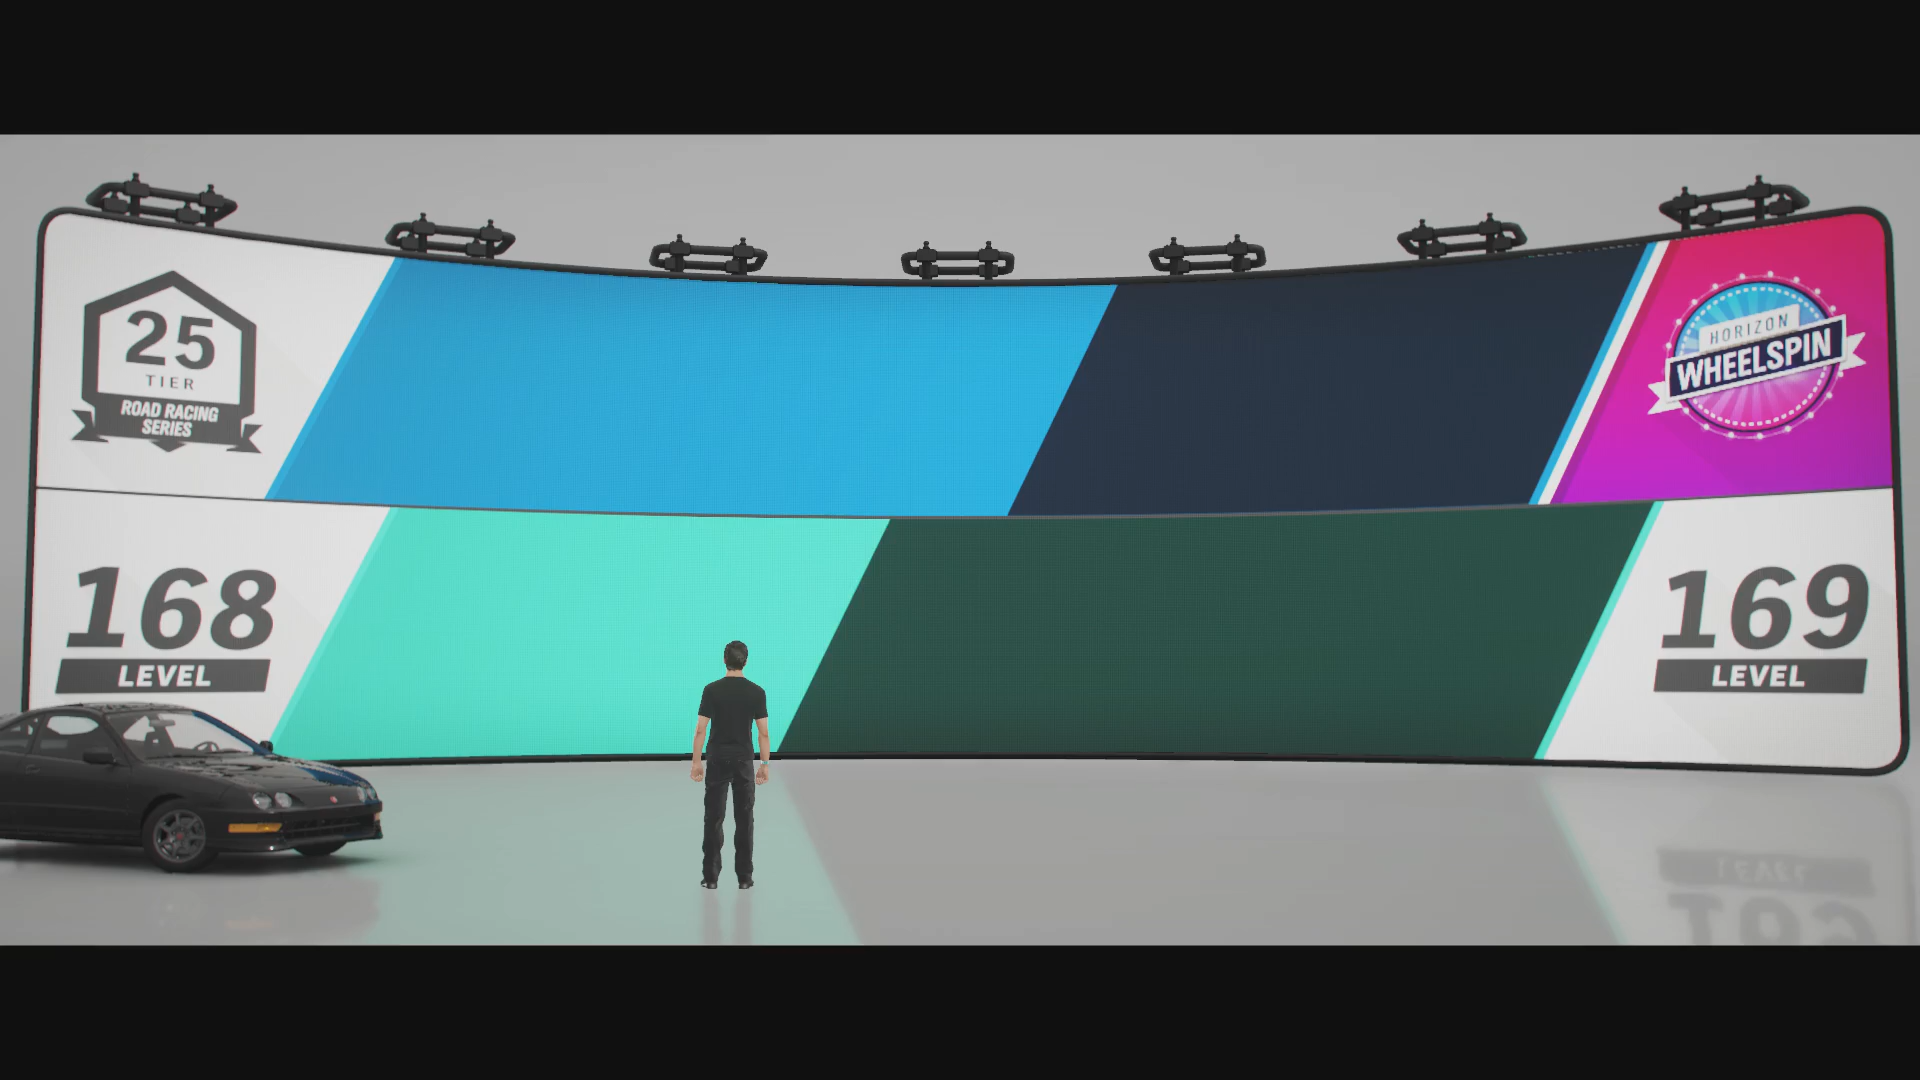 25
TIER
ROAD RACING
SERIES
HORIZON
WHEELSPIN
168
LEVEL
169
LEVEL